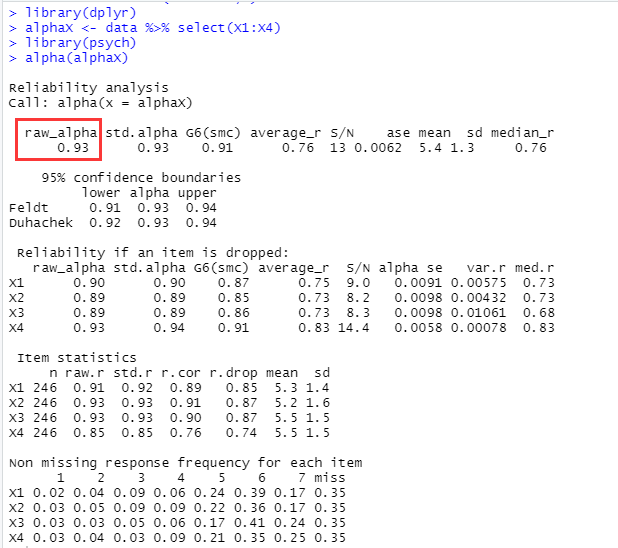 > library(dplyr)
> alphaX <- data %>% select(X1:X4)
> library(psych)
> alpha(alphaX)
Reliability analysis
Call: alpha(x = alphaX)
raw_alpha std.alpha G6(smc) average_r S/N ase mean sd median_r
0.93 0.93 0.91 0.76 13 0.0062 5.4 1.3 0.76
95% confidence boundaries
lower alpha upper
Feldt 0.91 0.93 0.94
Duhachek 0.92 0.93 0.94
Reliability if an item is dropped:
raw_alpha std.alpha G6(smc) average_r S/N alpha se var.r med.r
X1 0.90 0.90 0.87 0.75 9.0 0.0091 0.00575 0.73
X2 0.89 0.89 0.85 0.73 8.2 0.0098 0.00432 0.73
X3 0.89 0.89 0.86 0.73 8.3 0.0098 0.01061 0.68
X4 0.93 0.94 0.91 0.83 14.4 0.0058 0.00078 0.83
Item statistics
n raw.r std.r r.cor r.drop mean sd
X1 246 0.91 0.92 0.89 0.85 5.3 1.4
X2 246 0.93 0.93 0.91 0.87 5.2 1.6
X3 246 0.93 0.93 0.90 0.87 5.5 1.5
X4 246 0.85 0.85 0.76 0.74 5.5 1.5
Non missing response frequency for each item
1 2 3 4 5 6 7 miss
X1 0.02 0.04 0.09 0.06 0.24 0.39 0.17 0.35
X2 0.03 0.05 0.09 0.09 0.22 0.36 0.17 0.35
X3 0.03 0.03 0.05 0.06 0.17 0.41 0.24 0.35
X4 0.03 0.04 0.03 0.09 0.21 0.35 0.25 0.35